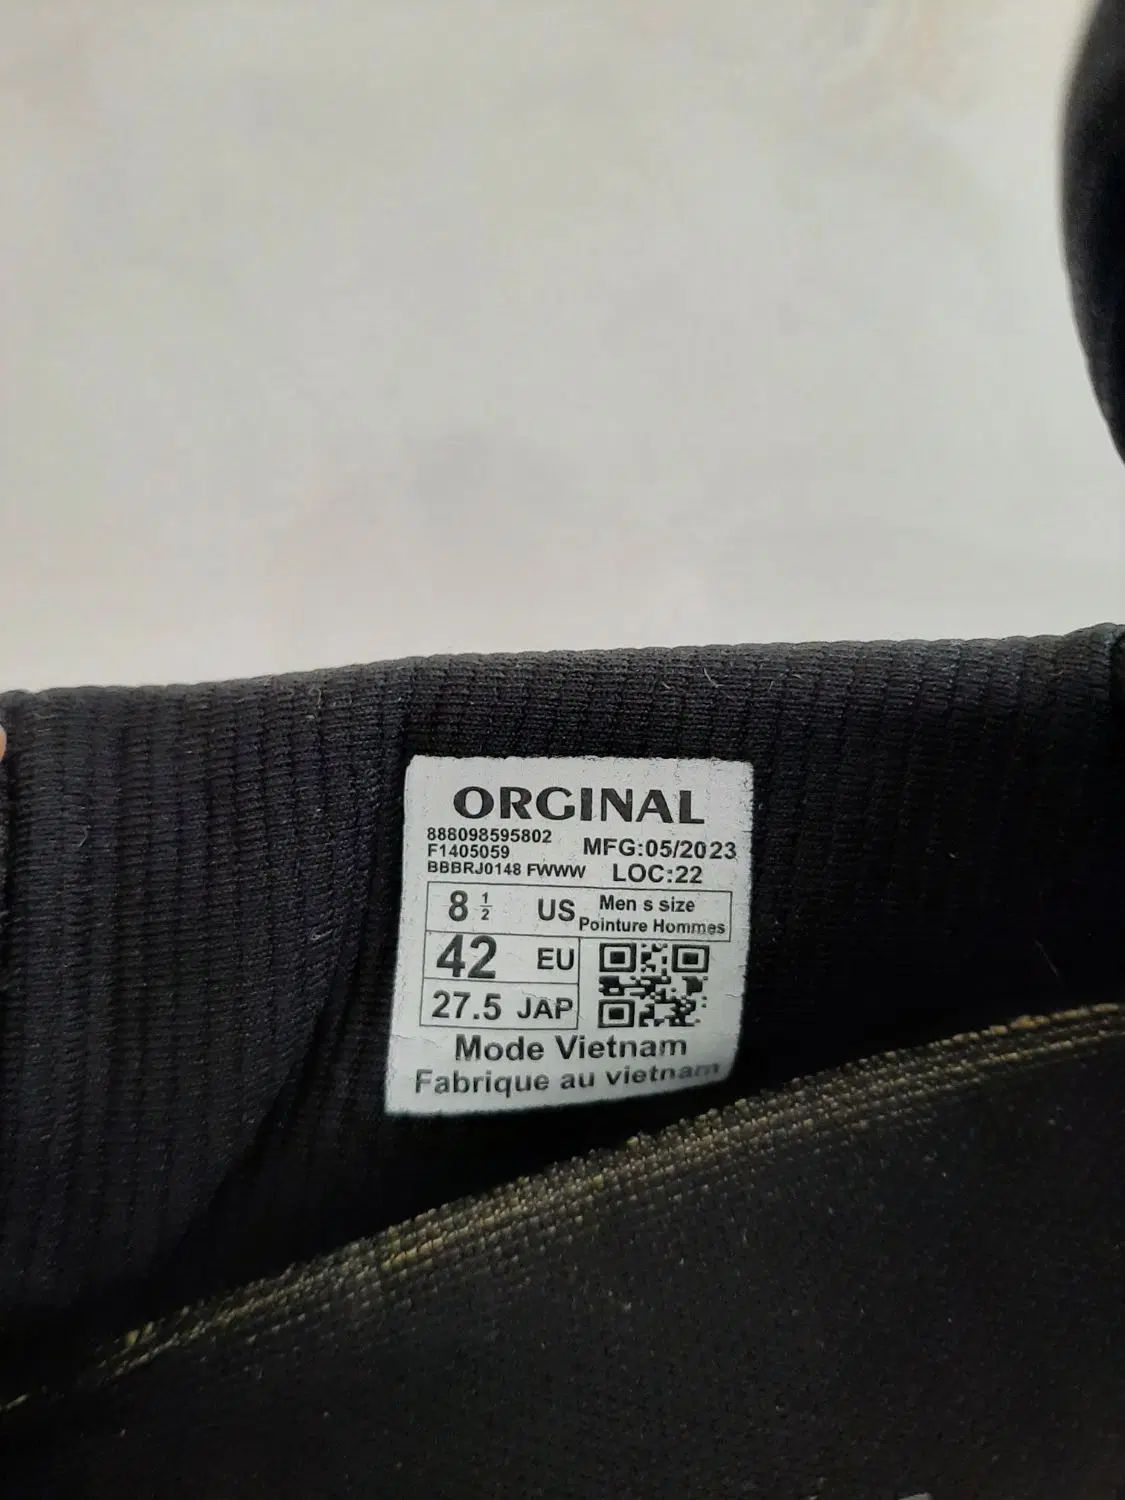 ORGINAL
888098595802
F1405059
MFG:05/2023
BBBRJ0148 FWWW
LOC:22
8 1/2 US
Men s size
Pointure Hommes
42 EU
27.5 JAP
Mode Vietnam
Fabrique au vietnam